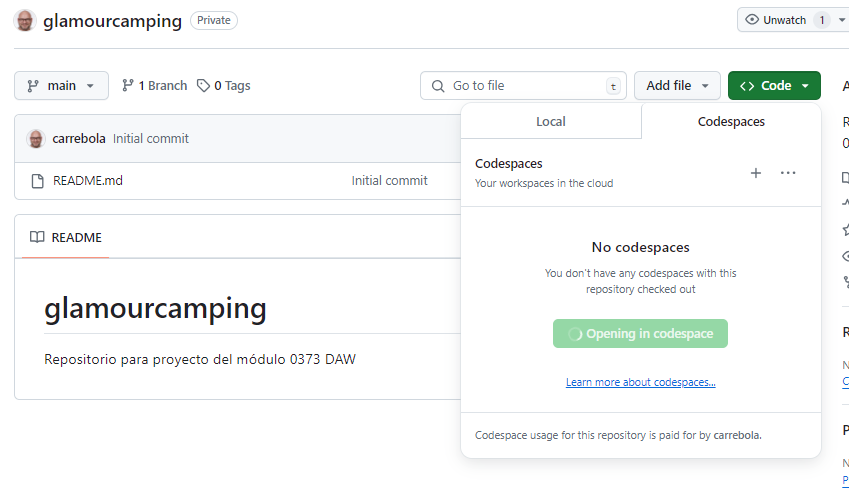 glamourcamping Private
Unwatch 1
main 1 Branch 0 Tags
Go to file t
Add file
Code
carrebola Initial commit
README.md Initial commit
README
glamourcamping
Repositorio para proyecto del módulo 0373 DAW
Local Codespaces
Codespaces
Your workspaces in the cloud
No codespaces
You don't have any codespaces with this
repository checked out
Opening in codespace
Learn more about codespaces...
Codespace usage for this repository is paid for by carrebola.